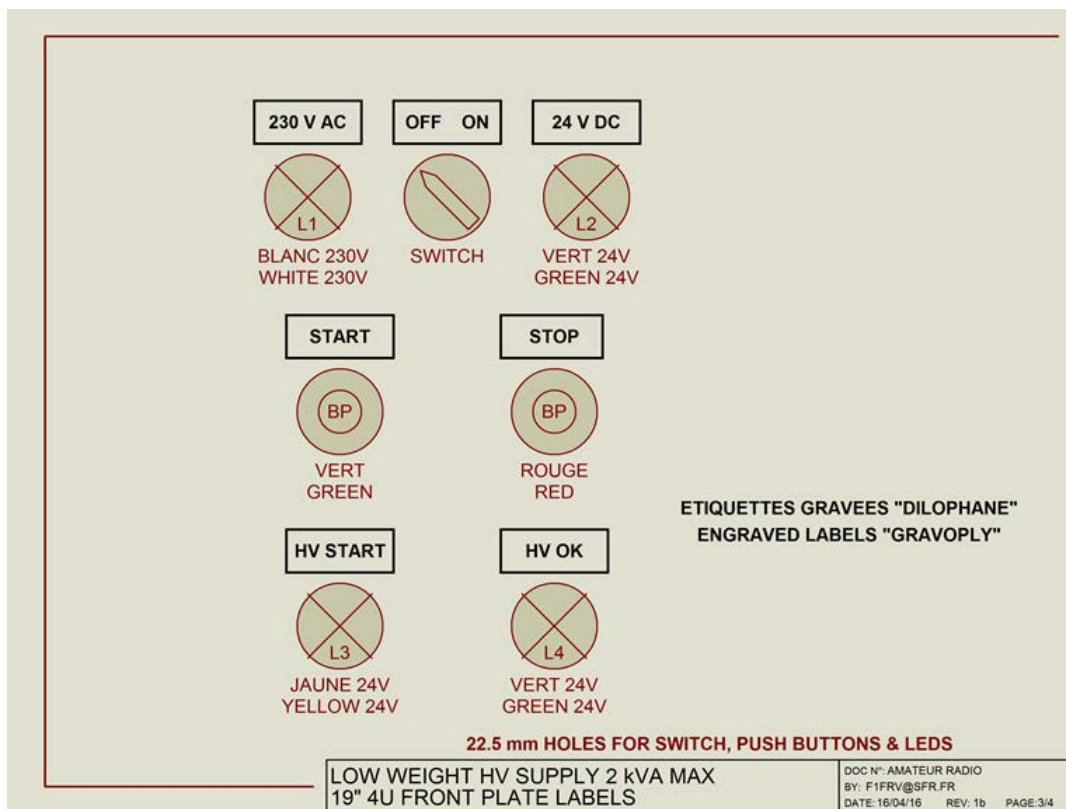 230 V AC
OFF ON
24 V DC
L1
L2
BLANC 230V
WHITE 230V
SWITCH
VERT 24V
GREEN 24V
START
STOP
BP
BP
VERT
GREEN
ROUGE
RED
ETIQUETTES GRAVEES "DILOPHANE"
ENGRAVED LABELS "GRAVOPLY"
HV START
HV OK
L3
L4
JAUNE 24V
YELLOW 24V
VERT 24V
GREEN 24V
22.5 mm HOLES FOR SWITCH, PUSH BUTTONS & LEDS
LOW WEIGHT HV SUPPLY 2 kVA MAX
19" 4U FRONT PLATE LABELS
DOC N°: AMATEUR RADIO
BY: F1FRV@SFR.FR
DATE: 16/04/16 REV: 1b PAGE:3/4